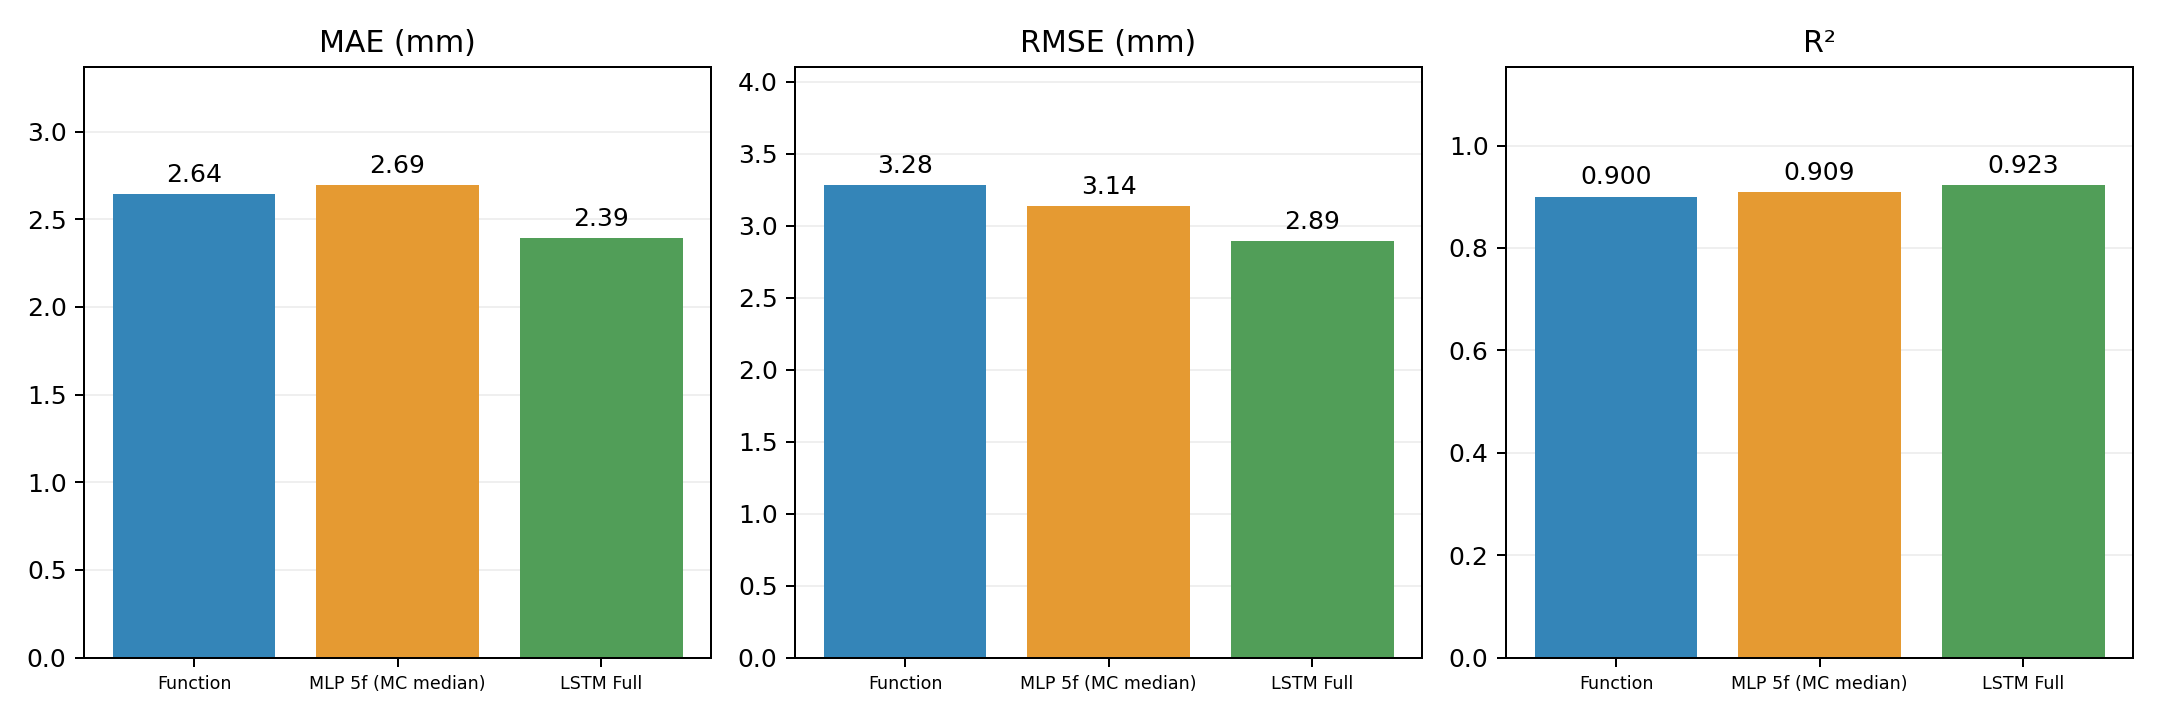 MAE (mm)
3.0
2.5
2.0
1.5
1.0
0.5
0.0
2.64
2.69
2.39
Function
MLP 5f (MC median)
LSTM Full
RMSE (mm)
4.0
3.5
3.0
2.5
2.0
1.5
1.0
0.5
0.0
3.28
3.14
2.89
Function
MLP 5f (MC median)
LSTM Full
R²
1.0
0.8
0.6
0.4
0.2
0.0
0.900
0.909
0.923
Function
MLP 5f (MC median)
LSTM Full